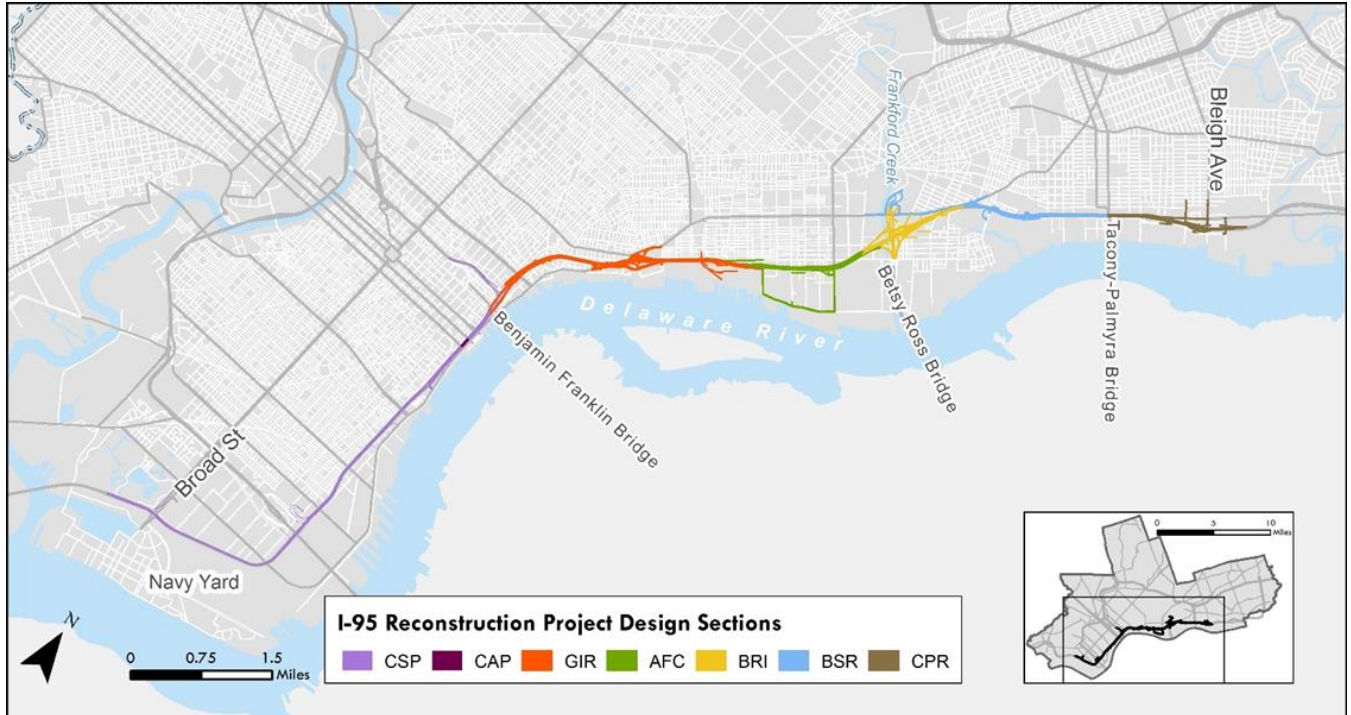 Frankford Creek
Bleigh Ave
Tacony-Palmyra Bridge
Betsy Ross Bridge
Delaware River
Benjamin Franklin Bridge
Broad St
Navy Yard
N
0 0.75 1.5
Miles
I-95 Reconstruction Project Design Sections
CSP CAP GIR AFC BRI BSR CPR
0 5 10
Miles